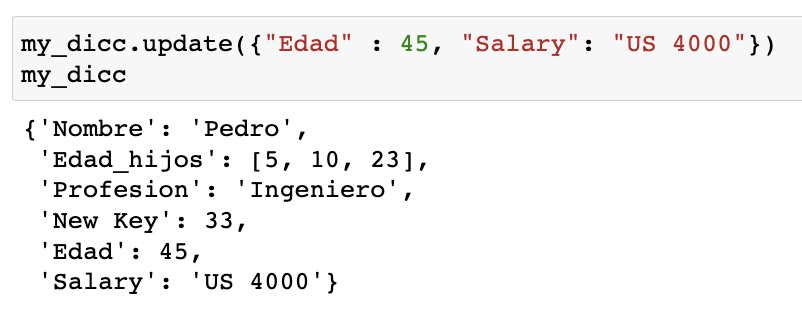 my_dicc.update({"Edad" : 45, "Salary": "US 4000"})
my_dicc
{'Nombre': 'Pedro',
 'Edad_hijos': [5, 10, 23],
 'Profesion': 'Ingeniero',
 'New Key': 33,
 'Edad': 45,
 'Salary': 'US 4000'}